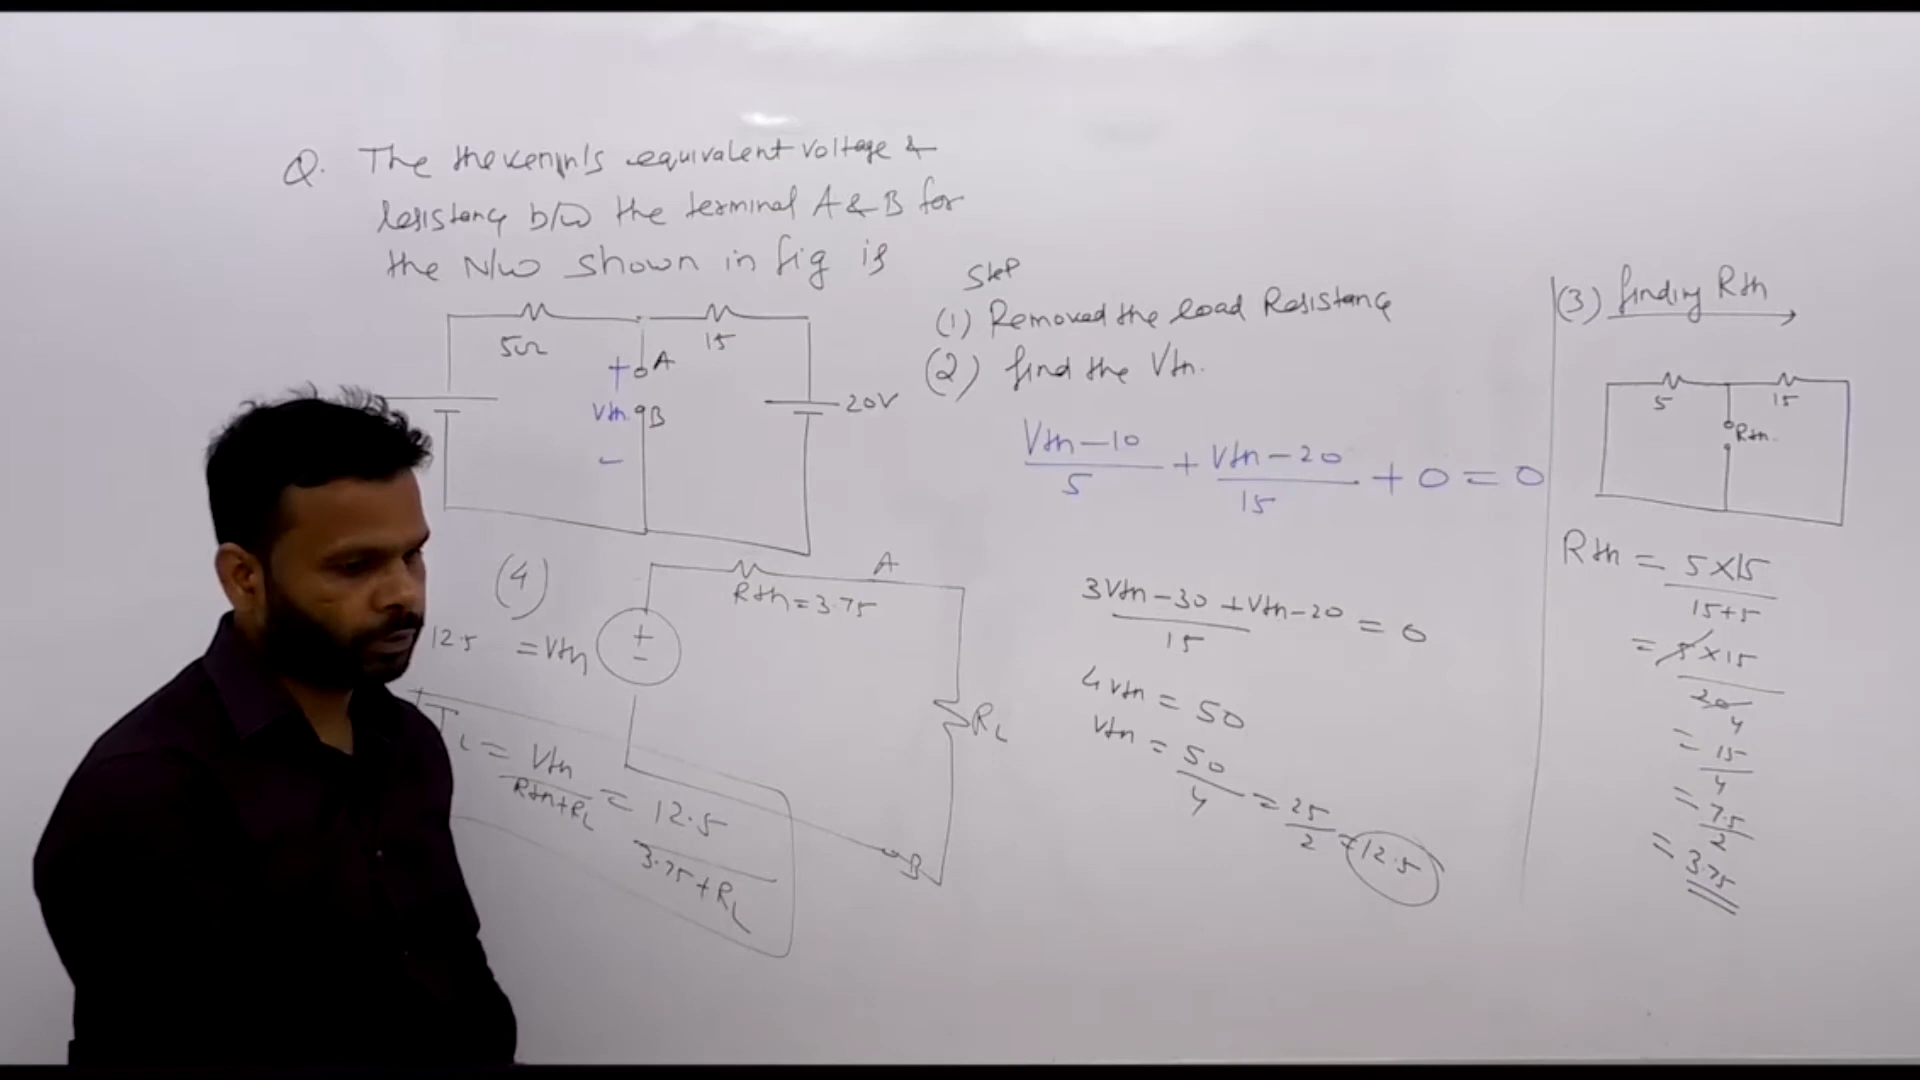 Q. The thevenin's equivalent voltage &
resistance b/w the terminal A & B for
the N/w shown in fig is
5Ω
15
+
A
Vth
B
-
20V
Step
(1) Removed the load Resistance
(2) find the Vth.
Vth-10/5 + Vth-20/15 + 0 = 0
3Vth-30+Vth-20/15 = 0
4Vth = 50
Vth = 50/4 = 25/2 = 12.5
(3) finding Rth
5
15
Rth.
Rth = 5×15/15+5
= 5×15/20 4
= 15/4
= 7.5/2
= 3.75
(4)
Rth=3.75
A
12.5 = Vth
+
-
RL
B
IL = Vth/Rth+RL = 12.5/3.75+RL